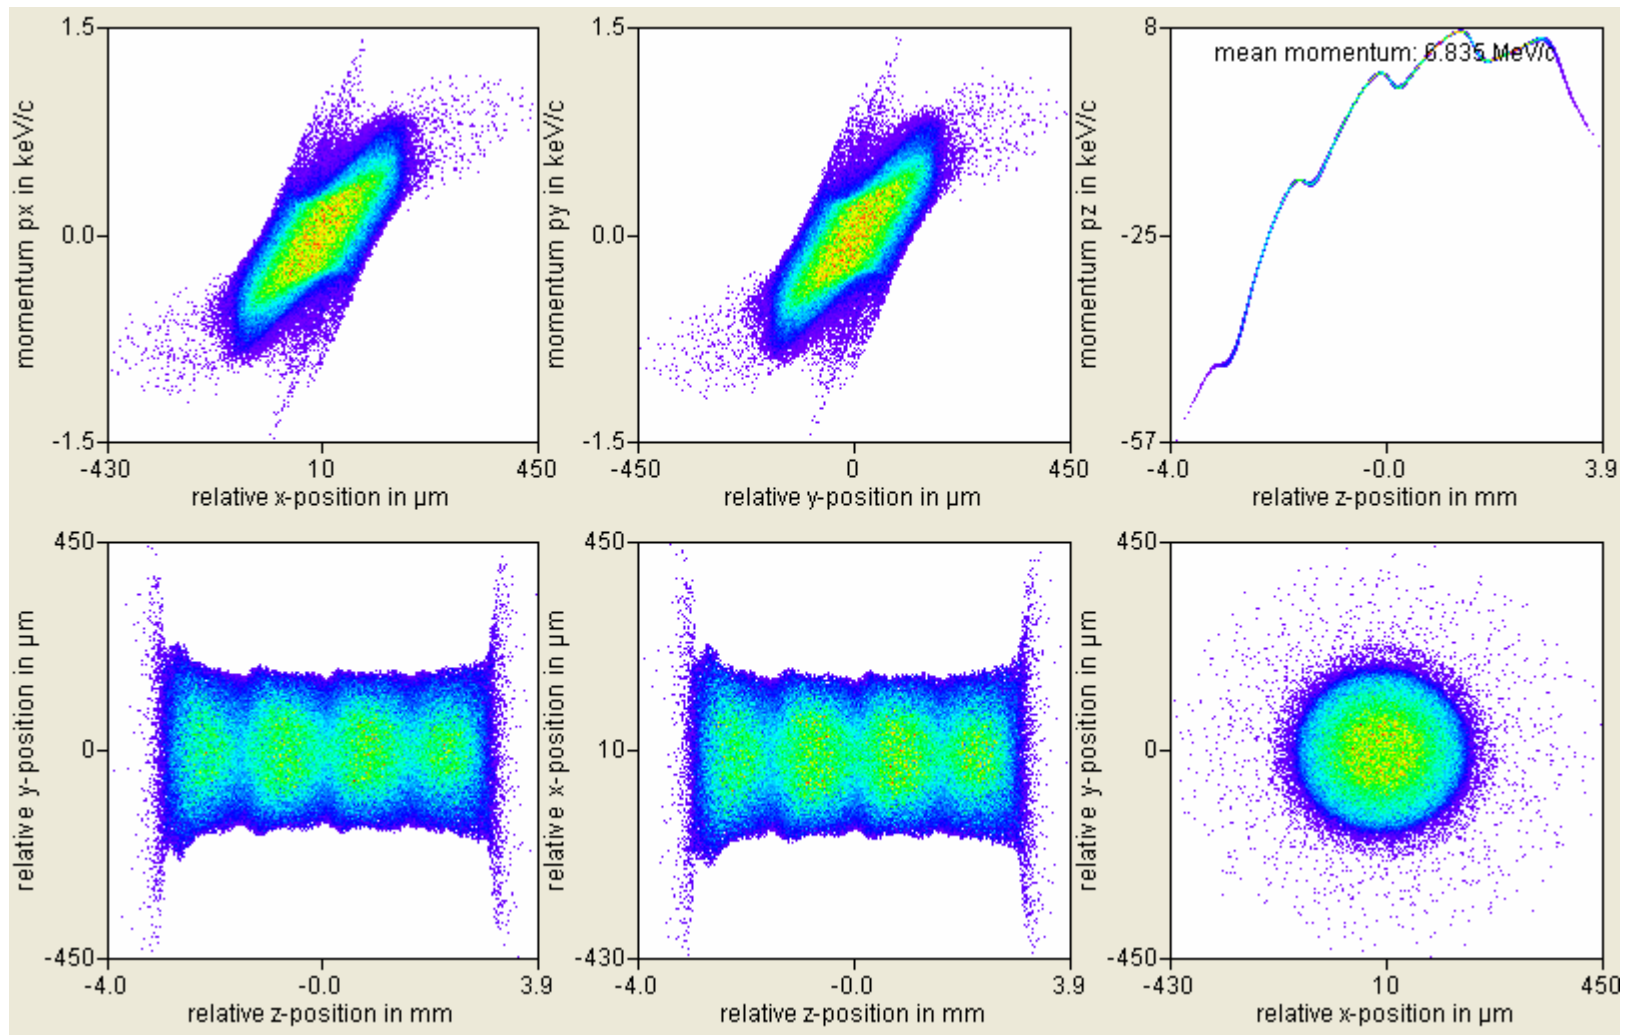 1.5
0.0
-1.5
-430
10
450
momentum px in keV/c
relative x-position in µm
1.5
0.0
-1.5
-450
0
450
momentum py in keV/c
relative y-position in µm
8
-25
-57
-4.0
-0.0
3.9
momentum pz in keV/c
mean momentum: 6.835 MeV/c
relative z-position in mm
450
0
-450
-4.0
-0.0
3.9
relative y-position in µm
relative z-position in mm
450
10
-430
-4.0
-0.0
3.9
relative x-position in µm
relative z-position in mm
450
0
-450
-430
10
450
relative y-position in µm
relative x-position in µm